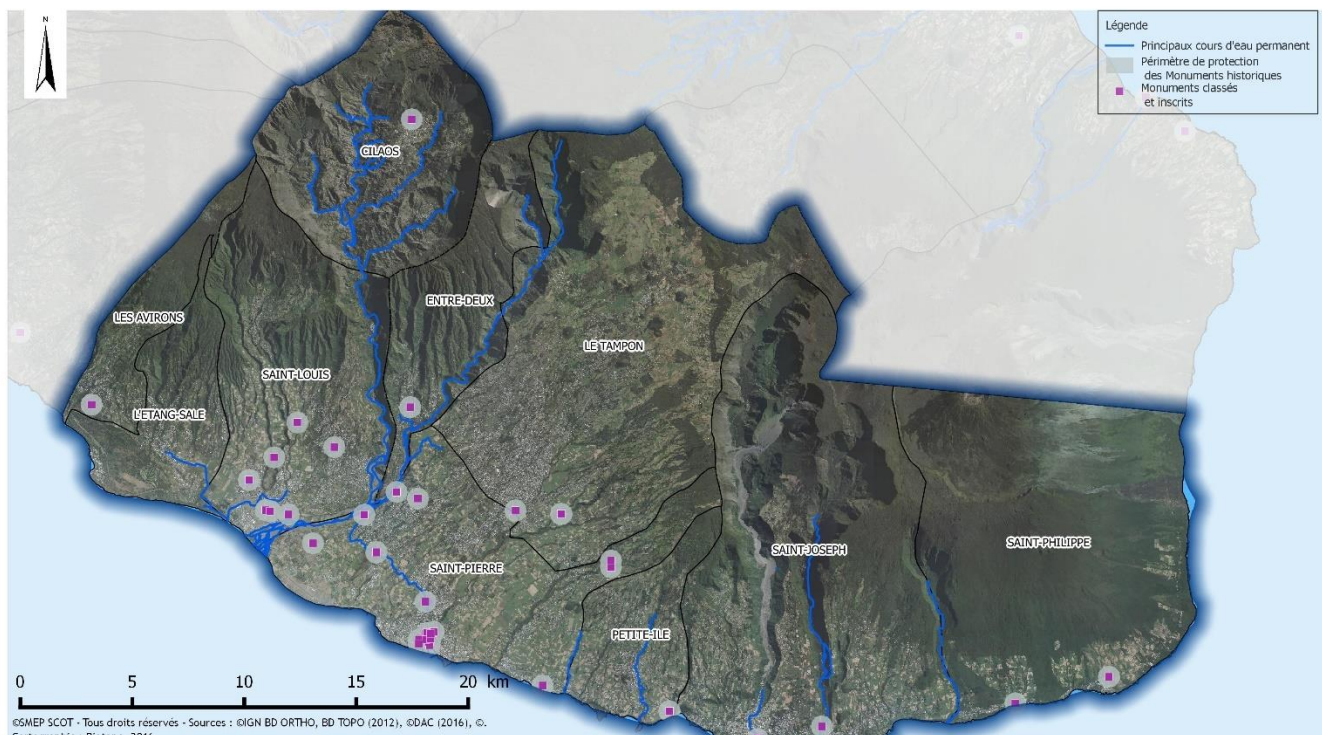 N
Légende
Principaux cours d'eau permanent
Périmètre de protection
des Monuments historiques
Monuments classés
et inscrits
CILAOS
ENTRE-DEUX
LES AVIRONS
LE TAMPON
SAINT-LOUIS
L'ETANG-SALE
SAINT-PHILIPPE
SAINT-JOSEPH
SAINT-PIERRE
PETITE-ILE
0 5 10 15 20 km
©SMEP SCOT - Tous droits réservés - Sources : ©IGN BD ORTHO, BD TOPO (2012), ©DAC (2016), ©.